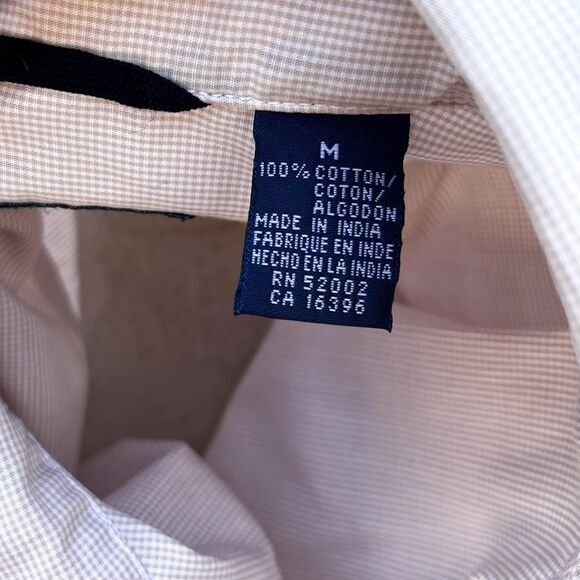 M
100% COTTON/
COTON/
ALGODON
MADE IN INDIA
FABRIQUE EN INDE
HECHO EN LA INDIA
RN 52002
CA 16396